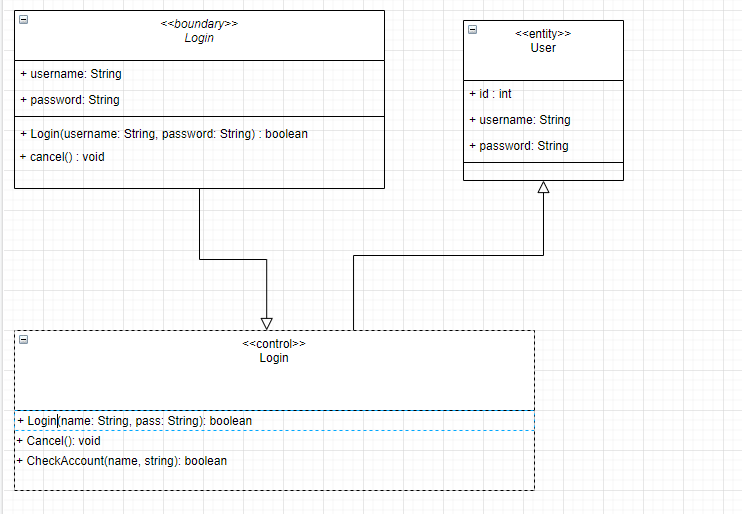 <<boundary>>
Login
+ username: String
+ password: String
+ Login(username: String, password: String) : boolean
+ cancel() : void
<<entity>>
User
+ id : int
+ username: String
+ password: String
<<control>>
Login
+ Login(name: String, pass: String): boolean
+ Cancel(): void
+ CheckAccount(name, string): boolean